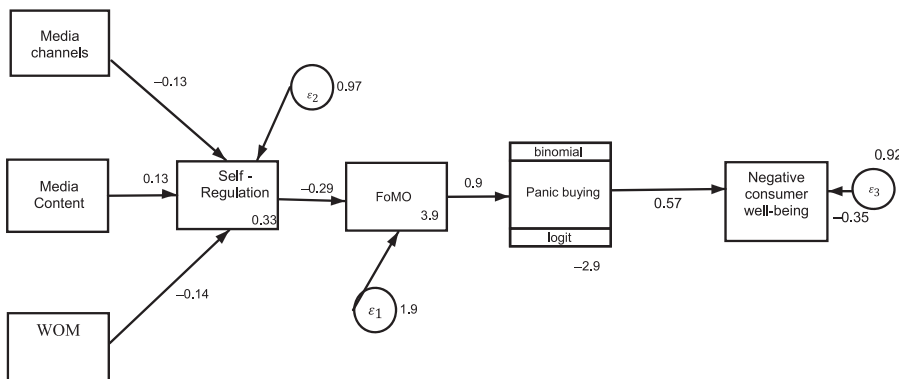 Media
channels
−0.13
ε2
0.97
Media
Content
0.13
Self -
Regulation
0.33
−0.29
FoMO
3.9
0.9
binomial
Panic buying
logit
−2.9
0.57
Negative
consumer
well-being
0.92
ε3
−0.35
−0.14
WOM
ε1
1.9